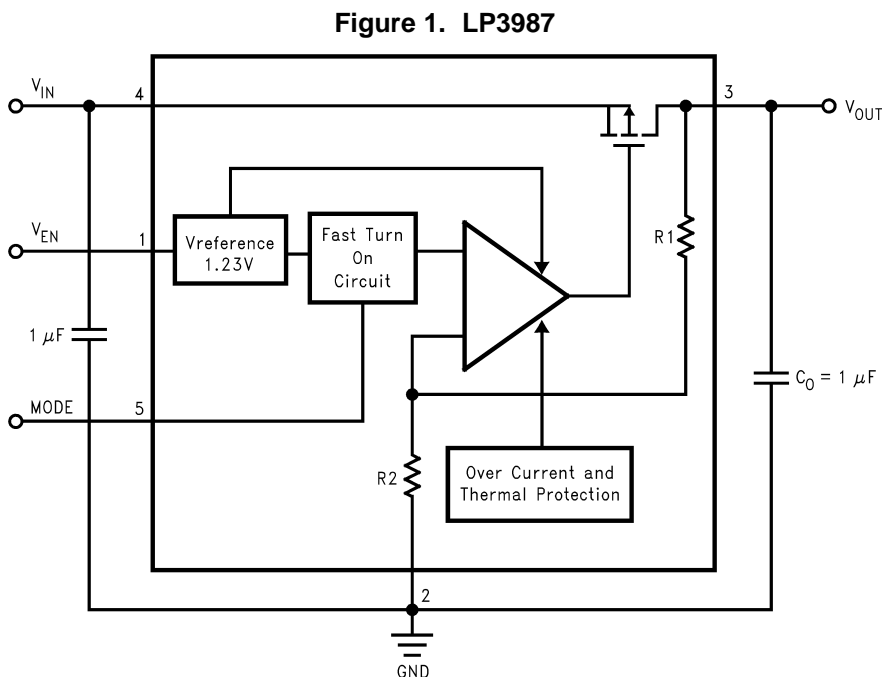 Figure 1. LP3987
V_IN
4
3
V_OUT
V_EN
1
Vreference
1.23V
Fast Turn
On
Circuit
R1
1 μF
C_O = 1 μF
MODE
5
R2
Over Current and
Thermal Protection
2
GND